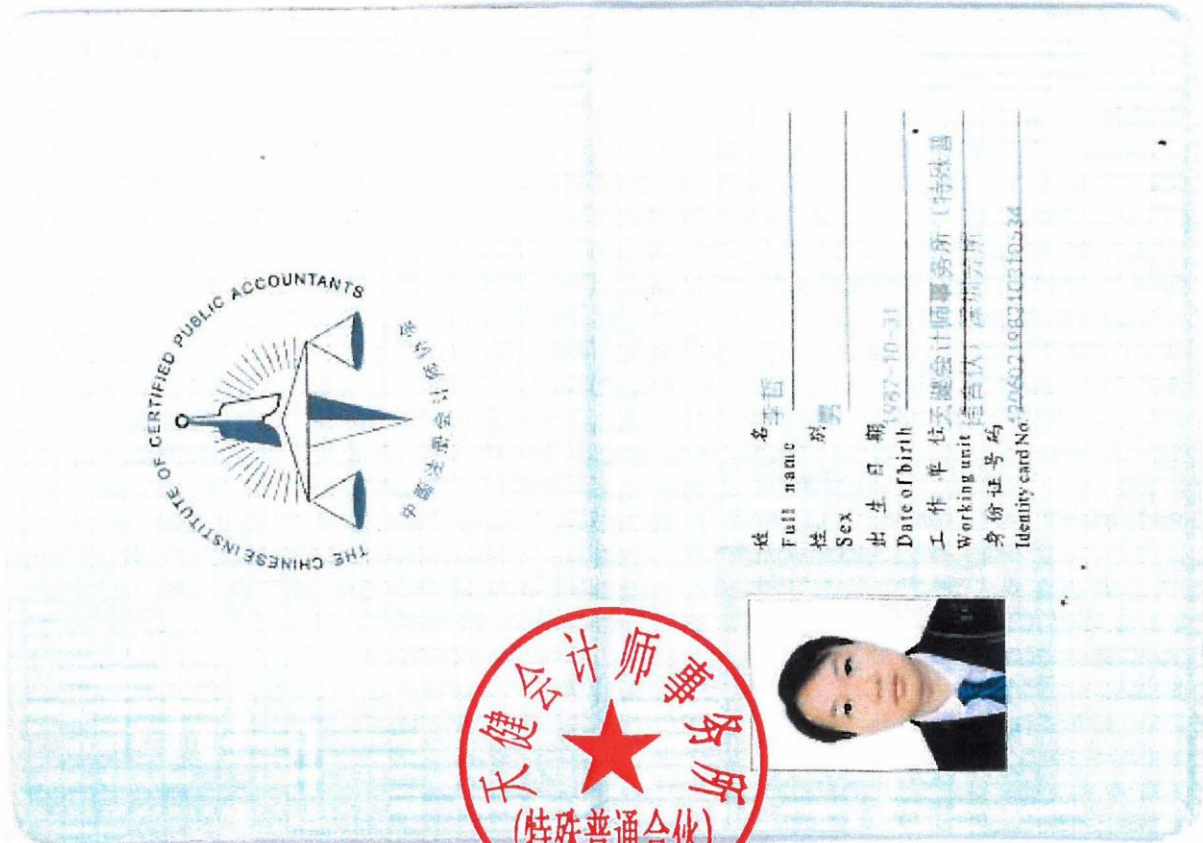 THE CHINESE INSTITUTE OF CERTIFIED PUBLIC ACCOUNTANTS
中国注册会计师协会
姓 名 李哲
Full name
性 别 男
Sex
出 生 日 期
Date of birth
工 作 单 位 天健会计师事务所（特殊普
Working unit 通合伙）深圳分所
身 份 证 号 码
Identity card No.
天健会计师事务所
(特殊普通合伙)